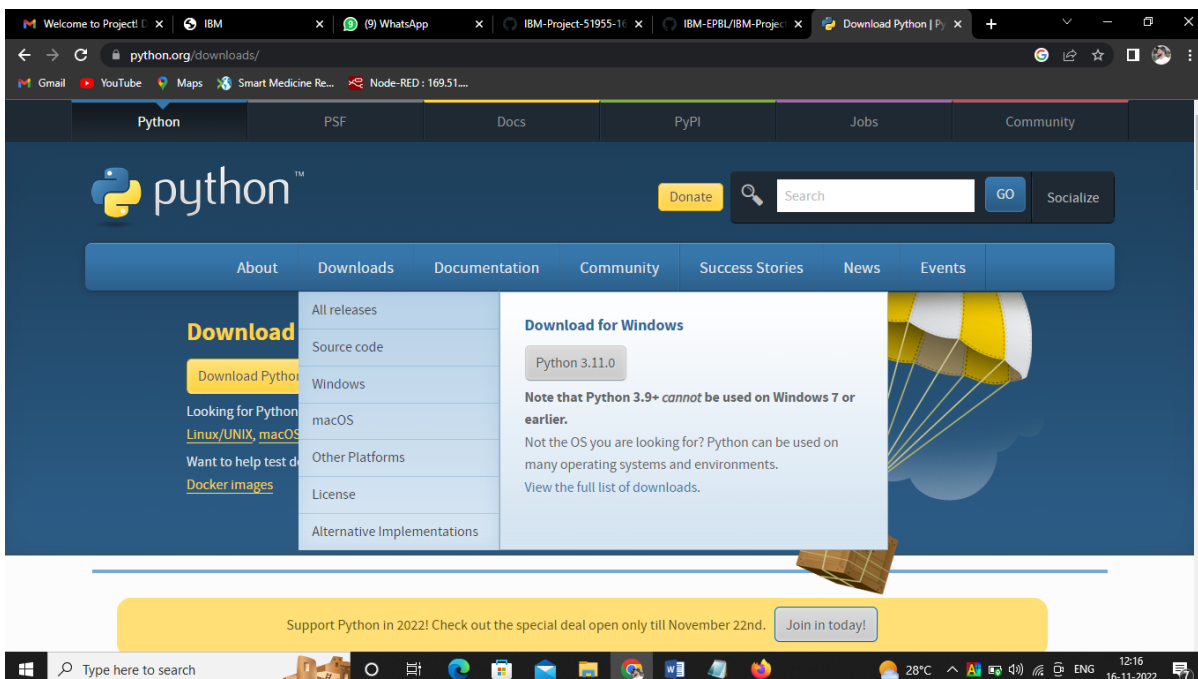 Welcome to Project! D
IBM
(9) WhatsApp
IBM-Project-51955-16
IBM-EPBL/IBM-Project
Download Python | Py
python.org/downloads/
Gmail
YouTube
Maps
Smart Medicine Re...
Node-RED : 169.51....
Python
PSF
Docs
PyPI
Jobs
Community
python™
Donate
Search
GO
Socialize
About
Downloads
Documentation
Community
Success Stories
News
Events
Download
Download Python
Looking for Python
Linux/UNIX, macOS
Want to help test de
Docker images
All releases
Source code
Windows
macOS
Other Platforms
License
Alternative Implementations
Download for Windows
Python 3.11.0
Note that Python 3.9+ cannot be used on Windows 7 or
earlier.
Not the OS you are looking for? Python can be used on
many operating systems and environments.
View the full list of downloads.
Support Python in 2022! Check out the special deal open only till November 22nd.
Join in today!
Type here to search
28°C
ENG
12:16
16-11-2022
7